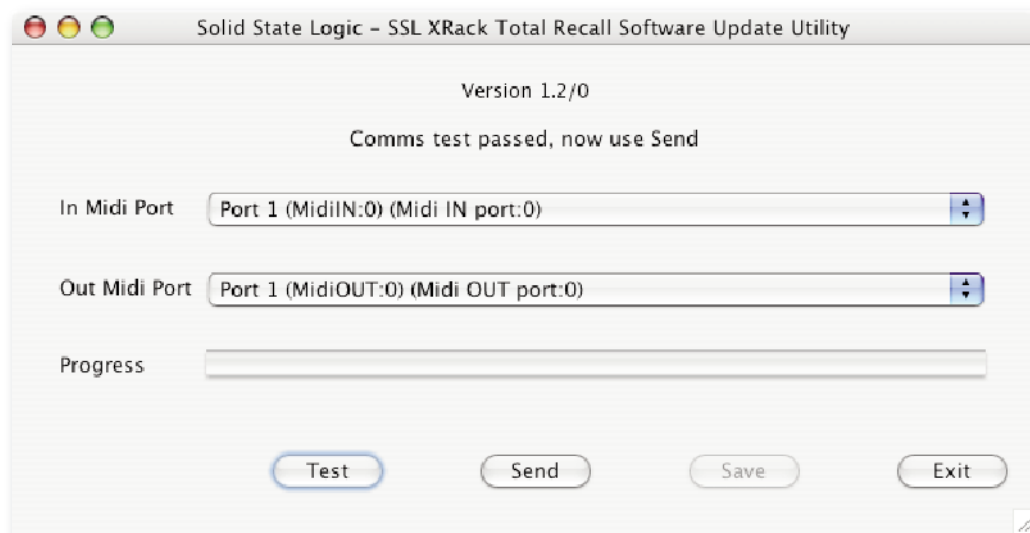 Solid State Logic – SSL XRack Total Recall Software Update Utility
Version 1.2/0
Comms test passed, now use Send
In Midi Port Port 1 (MidiIN:0) (Midi IN port:0)
Out Midi Port Port 1 (MidiOUT:0) (Midi OUT port:0)
Progress
Test Send Save Exit